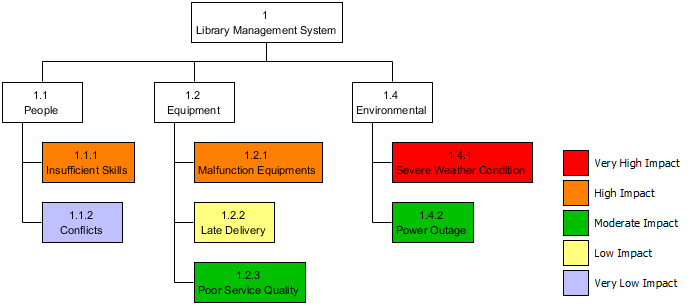 1
Library Management System
1.1
People
1.2
Equipment
1.4
Environmental
1.1.1
Insufficient Skills
1.2.1
Malfunction Equipments
1.4.1
Severe Weather Condition
1.1.2
Conflicts
1.2.2
Late Delivery
1.4.2
Power Outage
1.2.3
Poor Service Quality
Very High Impact
High Impact
Moderate Impact
Low Impact
Very Low Impact